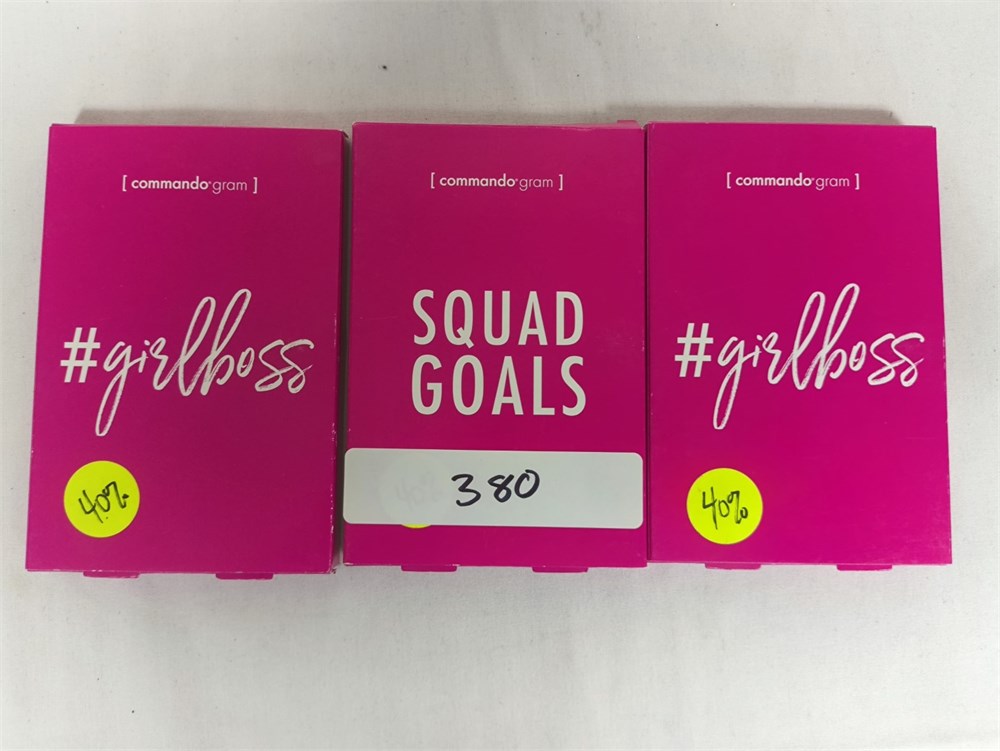 [ commando® gram ]
#girlboss
40%
[ commando® gram ]
SQUAD
GOALS
380
[ commando® gram ]
#girlboss
40%